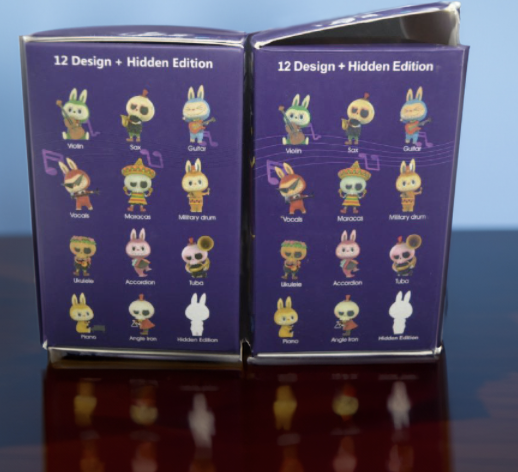 12 Design + Hidden Edition
Violin Sax Guitar
Vocals Maracas Military drum
Ukulele Accordion Tuba
Piano Angle Iron Hidden Edition
12 Design + Hidden Edition
Violin Sax Guitar
Vocals Maracas Military drum
Ukulele Accordion Tuba
Piano Angle Iron Hidden Edition